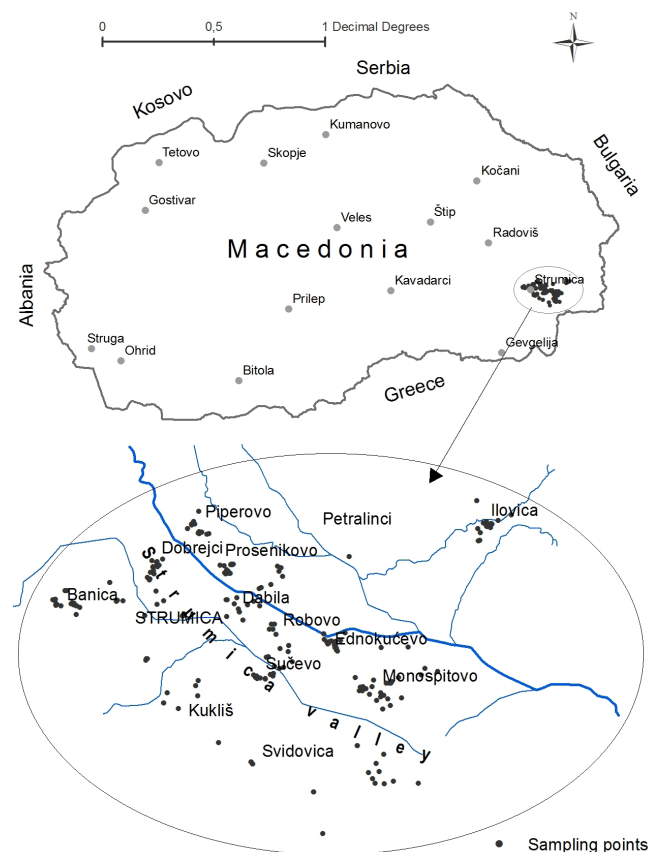 N
0 0,5 1 Decimal Degrees
Serbia
Kosovo
Bulgaria
Albania
Greece
Kumanovo
Tetovo
Skopje
Kočani
Gostivar
Štip
Veles
Radoviš
Macedonia
Strumica
Kavadarci
Prilep
Struga
Ohrid
Gevgelija
Bitola
Piperovo
Petralinci
Ilovica
Dobrejci
Prosenikovo
Banica
Dabila
STRUMICA
Robovo
Ednokućevo
Sučevo
Monospitovo
Kukliš
Strumica valley
Svidovica
Sampling points